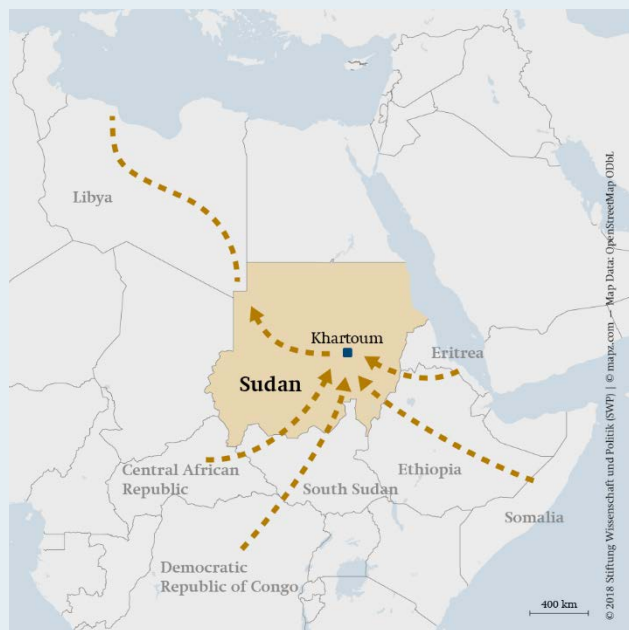 Libya
Khartoum
Eritrea
Sudan
Central African
Republic
Ethiopia
South Sudan
Somalia
Democratic
Republic of Congo
400 km
© 2018 Stiftung Wissenschaft und Politik (SWP) | © mapz.com – Map Data: OpenStreetMap ODbL